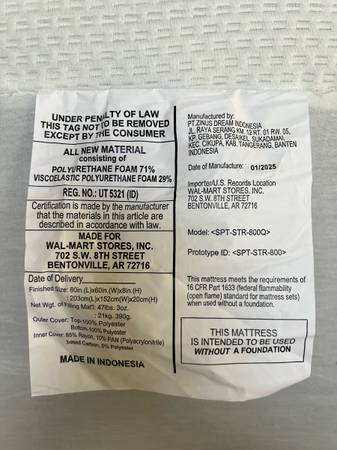 UNDER PENALTY OF LAW
THIS TAG NOT TO BE REMOVED
EXCEPT BY THE CONSUMER
ALL NEW MATERIAL
consisting of
POLYURETHANE FOAM 71%
VISCOELASTIC POLYURETHANE FOAM 29%
REG. NO.: UT 5321 (ID)
Certification is made by the manufacturer
that the materials in this article are
described in accordance with law.
MADE FOR
WAL-MART STORES, INC.
702 S.W. 8TH STREET
BENTONVILLE, AR 72716
Date of Delivery
Finished Size: 80in.(L)x60in.(W)x8in.(H)
: 203cm(L)x152cm(W)x20cm(H)
Net Wgt. of Filling Matl: 47lbs. 3oz.
: 21kg. 390g.
Outer Cover: Top-100% Polyester
Bottom-100% Polyester
Inner Cover: 85% Rayon, 10% PAN (Polyacrylonitrile)
based Carbon, 5% Polyester
MADE IN INDONESIA
Manufactured by:
PT.ZINUS DREAM INDONESIA
JL. RAYA SERANG KM. 12 RT. 01 RW. 05,
KP. GEBANG, DESA/KEL. SUKADAMAI,
KEC. CIKUPA, KAB. TANGERANG, BANTEN
INDONESIA
Date of Manufacture: 01/2025
Importer/U.S. Records Location
WAL-MART STORES, INC.
702 SW 8TH STREET
BENTONVILLE, AR 72716
Model: <SPT-STR-800Q>
Prototype ID: <SPT-STR-800>
This mattress meets the requirements of
16 CFR Part 1633 (federal flammability
(open flame) standard for mattress sets)
when used without a foundation.
THIS MATTRESS
IS INTENDED TO BE USED
WITHOUT A FOUNDATION